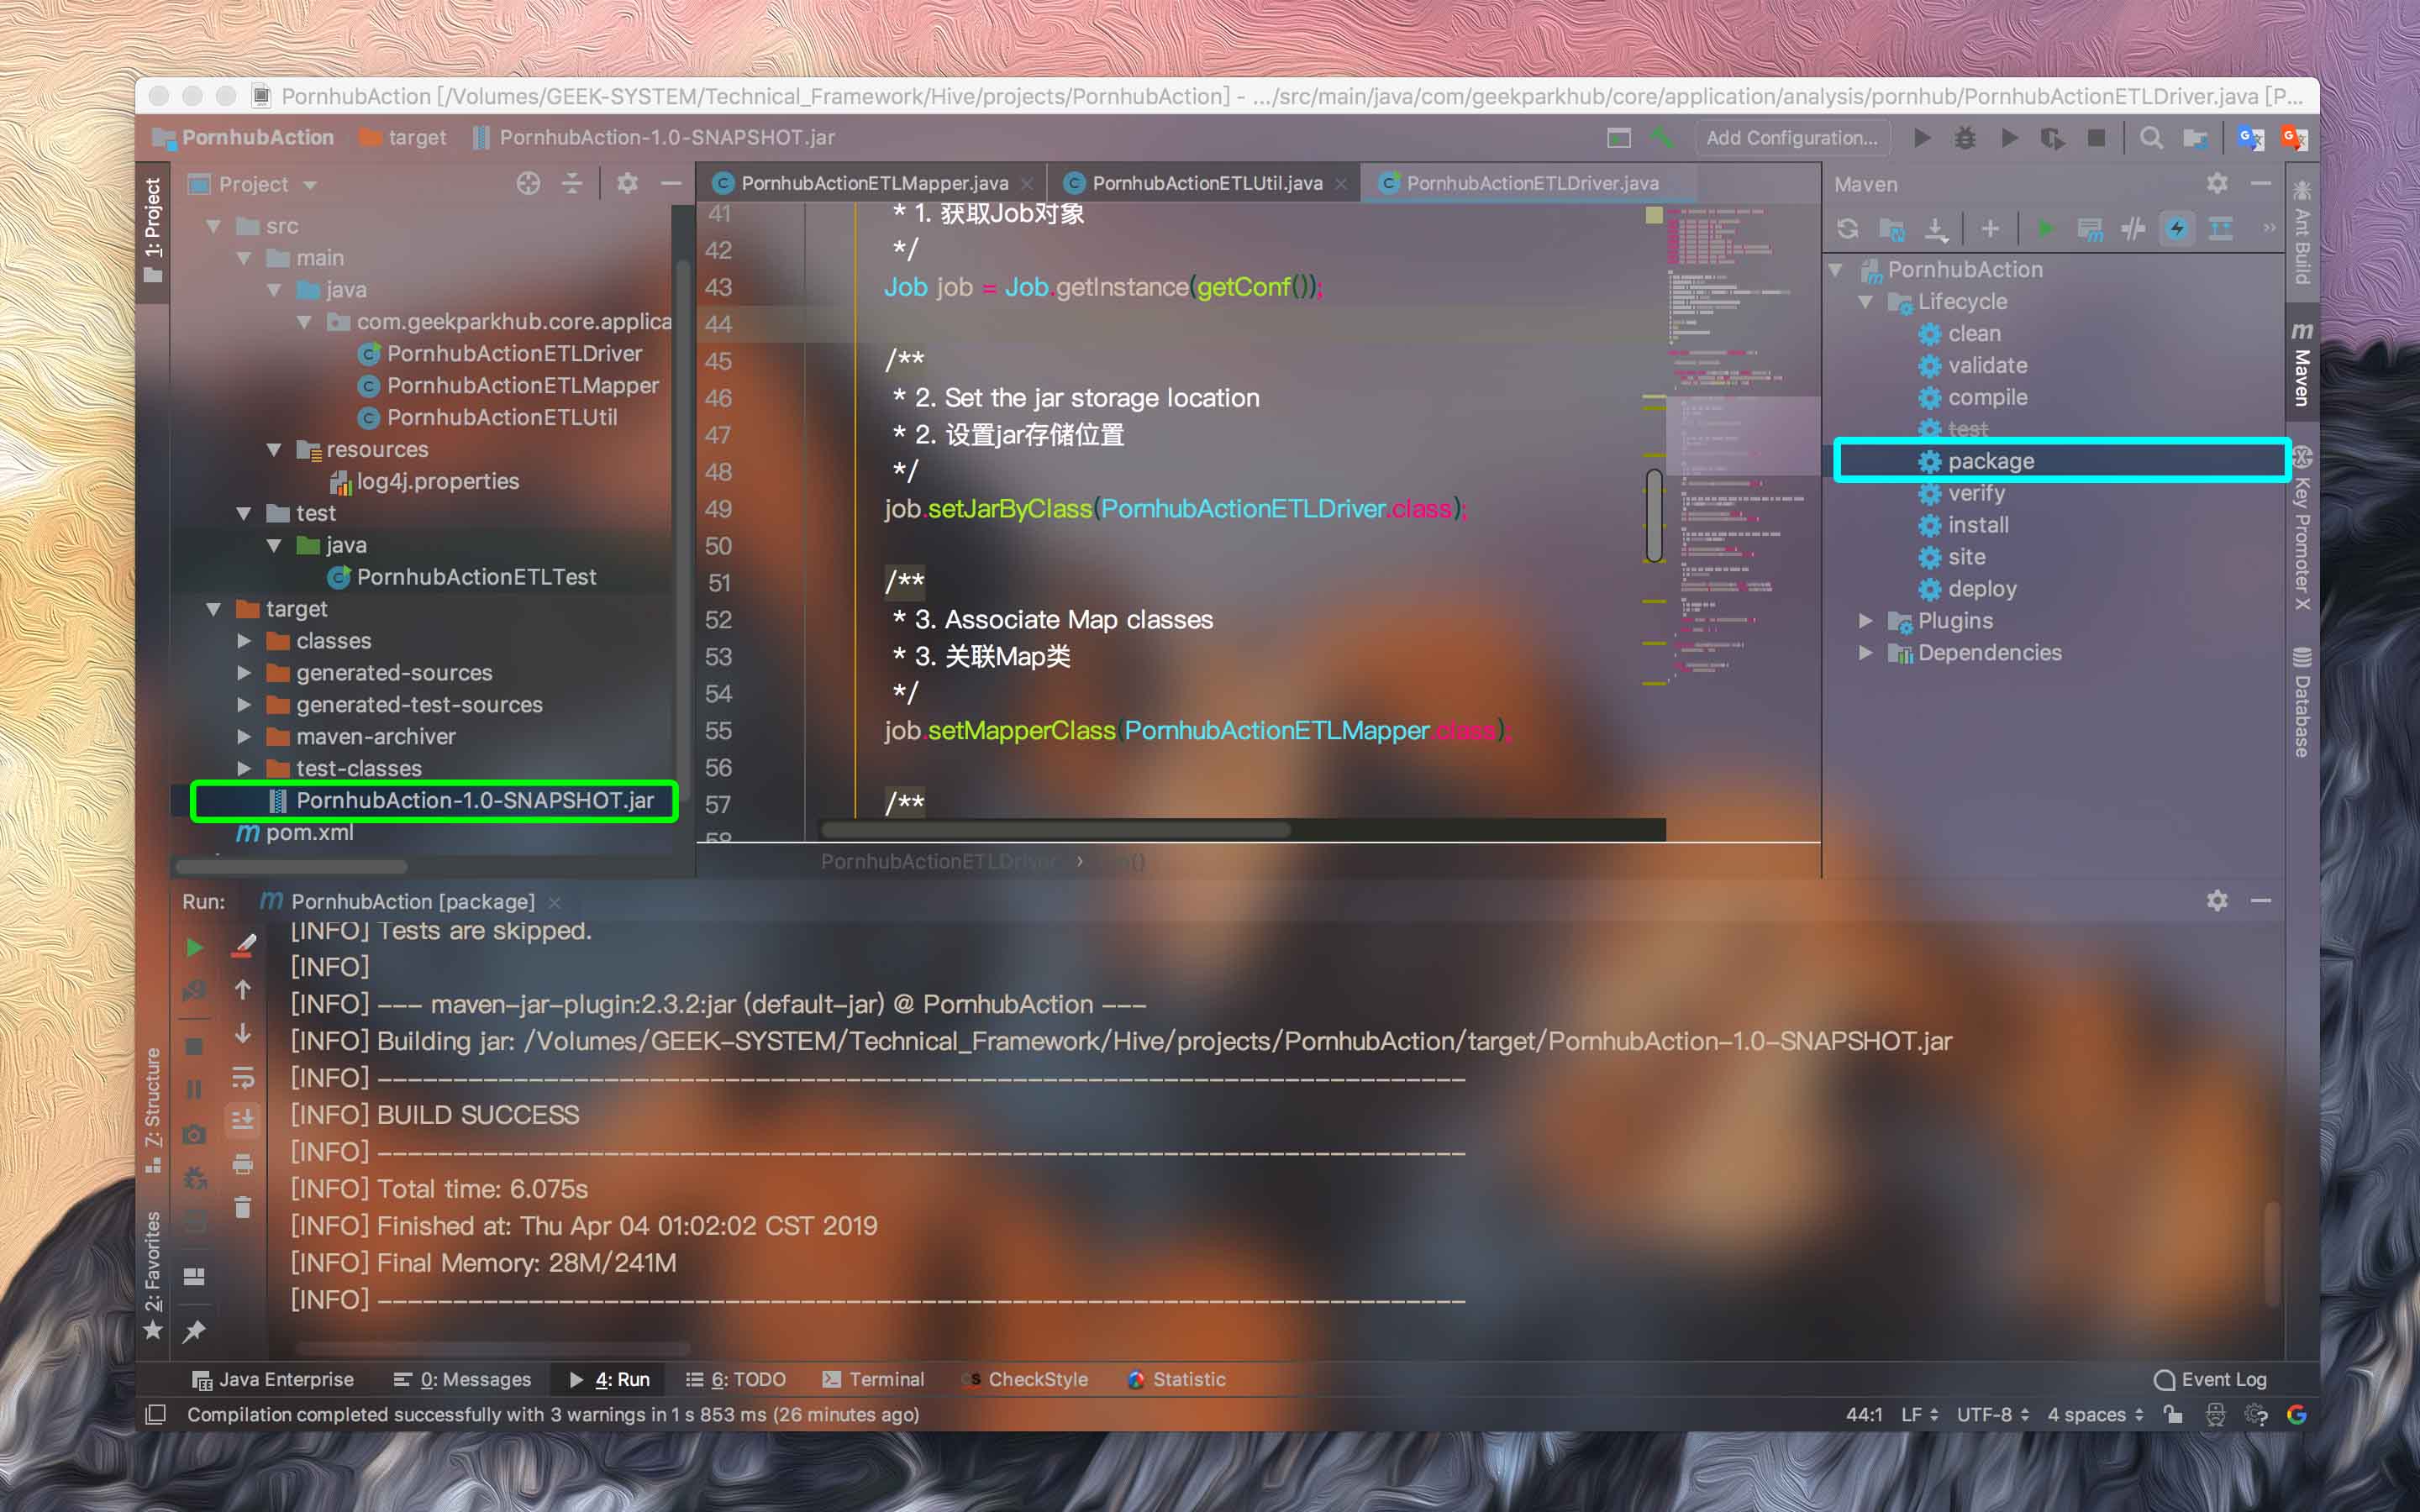 PornhubAction [/Volumes/GEEK-SYSTEM/Technical_Framework/Hive/projects/PornhubAction] - .../src/main/java/com/geekparkhub/core/application/analysis/pornhub/PornhubActionETLDriver.java [P...
PornhubAction target PornhubAction-1.0-SNAPSHOT.jar
Add Configuration...
1: Project
Project
src
main
java
com.geekparkhub.core.applica
PornhubActionETLDriver
PornhubActionETLMapper
PornhubActionETLUtil
resources
log4j.properties
test
java
PornhubActionETLTest
target
classes
generated-sources
generated-test-sources
maven-archiver
test-classes
PornhubAction-1.0-SNAPSHOT.jar
pom.xml
PornhubActionETLMapper.java PornhubActionETLUtil.java PornhubActionETLDriver.java
41 * 1. 获取Job对象
42 */
43 Job job = Job.getInstance(getConf());
44
45 /**
46 * 2. Set the jar storage location
47 * 2. 设置jar存储位置
48 */
49 job.setJarByClass(PornhubActionETLDriver.class);
50
51 /**
52 * 3. Associate Map classes
53 * 3. 关联Map类
54 */
55 job.setMapperClass(PornhubActionETLMapper.class);
56
57 /**
58
PornhubActionETLDriver ›
Maven
PornhubAction
Lifecycle
clean
validate
compile
test
package
verify
install
site
deploy
Plugins
Dependencies
Ant Build
Maven
Key Promoter X
Database
Run: PornhubAction [package]
[INFO] Tests are skipped.
[INFO]
[INFO] --- maven-jar-plugin:2.3.2:jar (default-jar) @ PornhubAction ---
[INFO] Building jar: /Volumes/GEEK-SYSTEM/Technical_Framework/Hive/projects/PornhubAction/target/PornhubAction-1.0-SNAPSHOT.jar
[INFO] ------------------------------------------------------------------------
[INFO] BUILD SUCCESS
[INFO] ------------------------------------------------------------------------
[INFO] Total time: 6.075s
[INFO] Finished at: Thu Apr 04 01:02:02 CST 2019
[INFO] Final Memory: 28M/241M
[INFO] ------------------------------------------------------------------------
Z: Structure
2: Favorites
Java Enterprise 0: Messages 4: Run 6: TODO Terminal CheckStyle Statistic Event Log
Compilation completed successfully with 3 warnings in 1 s 853 ms (26 minutes ago) 44:1 LF UTF-8 4 spaces